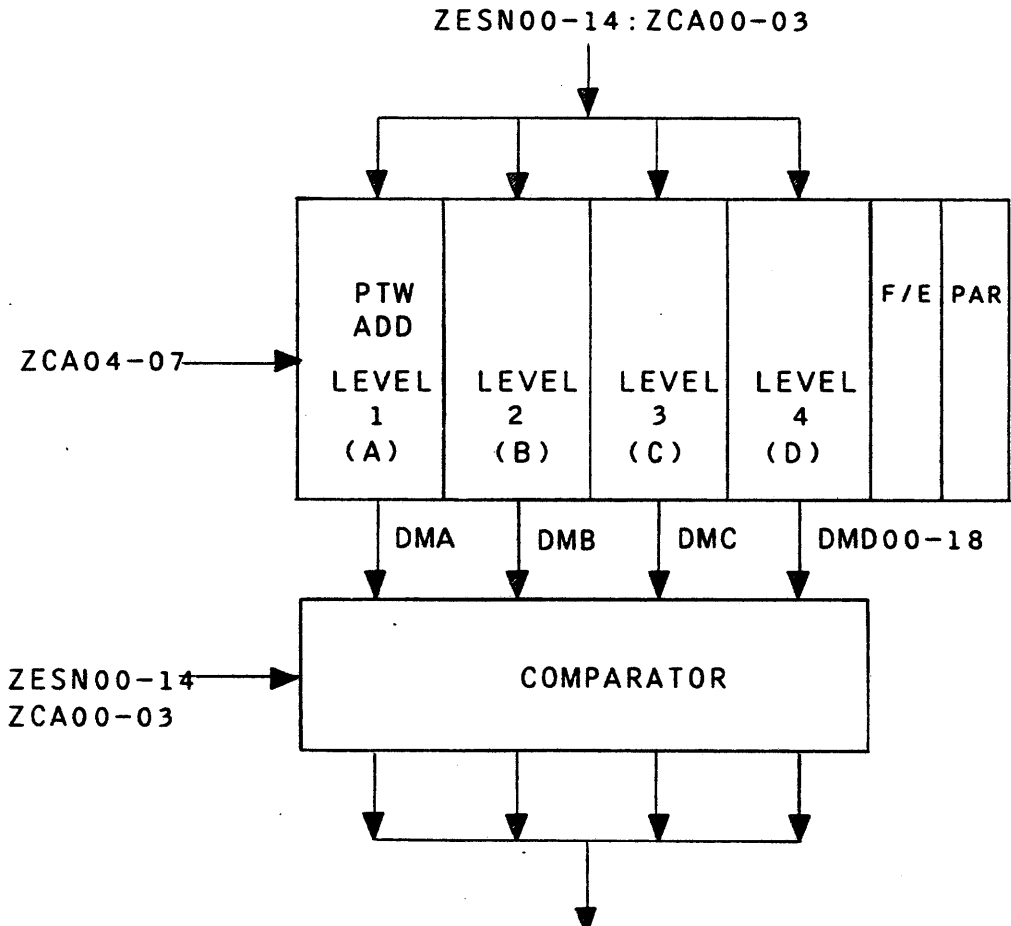 ZESN00-14:ZCA00-03
PTW
ADD
F/E
PAR
ZCA04-07
LEVEL
1
(A)
LEVEL
2
(B)
LEVEL
3
(C)
LEVEL
4
(D)
DMA
DMB
DMC
DMD00-18
ZESN00-14
ZCA00-03
COMPARATOR